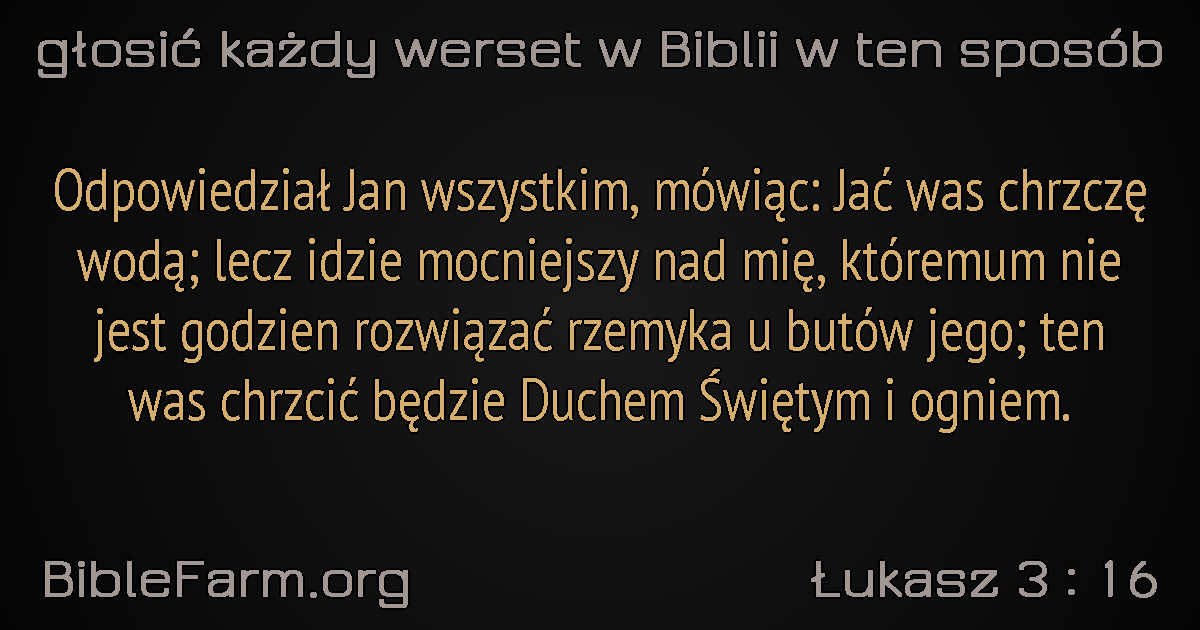 głosić każdy werset w Biblii w ten sposób
Odpowiedział Jan wszystkim, mówiąc: Jać was chrzczę
wodą; lecz idzie mocniejszy nad mię, któremum nie
jest godzien rozwiązać rzemyka u butów jego; ten
was chrzcić będzie Duchem Świętym i ogniem.
BibleFarm.org
Łukasz 3 : 16